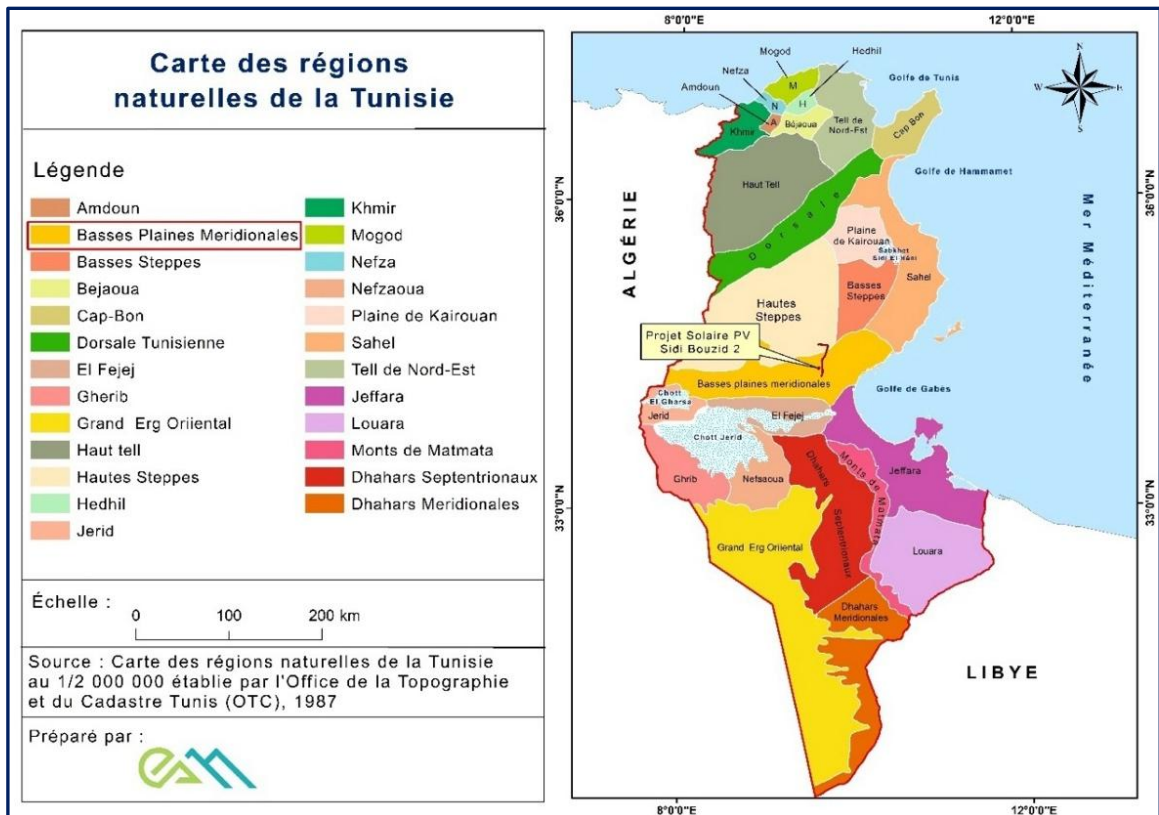 Carte des régions
naturelles de la Tunisie
Légende
Amdoun
Basses Plaines Meridionales
Basses Steppes
Bejaoua
Cap-Bon
Dorsale Tunisienne
El Fejej
Gherib
Grand Erg Oriiental
Haut tell
Hautes Steppes
Hedhil
Jerid
Khmir
Mogod
Nefza
Nefzaoua
Plaine de Kairouan
Sahel
Tell de Nord-Est
Jeffara
Louara
Monts de Matmata
Dhahars Septentrionaux
Dhahars Meridionales
Échelle :
0 100 200 km
Source : Carte des régions naturelles de la Tunisie
au 1/2 000 000 établie par l'Office de la Topographie
et du Cadastre Tunis (OTC), 1987
Préparé par :
8°0'0"E 12°0'0"E
36°0'0"N
33°0'0"N
36°0'0"N
33°0'0"N
N
W
S
Mogod
Hedhil
Nefza
Amdoun
Golfe de Tunis
M
N
H
A
Khmir
Béjaoua
Tell de
Nord-Est
Cap Bon
Golfe de Hammamet
Haut Tell
Dorsale
Plaine
de Kairouan
Sebkhet
Sidi El Hani
Sahel
Basses
Steppes
Hautes
Steppes
ALGÉRIE
Mer Méditerranée
Projet Solaire PV
Sidi Bouzid 2
Basses plaines meridionales
Golfe de Gabès
Chott
El Gharsa
Jerid
El Fejej
Chott Jerid
Ghrib
Nefsaoua
Dhahars
Septentrionaux
Monts de Matmata
Jeffara
Grand Erg Oriiental
Louara
Dhahars
Meridionales
LIBYE
8°0'0"E 12°0'0"E